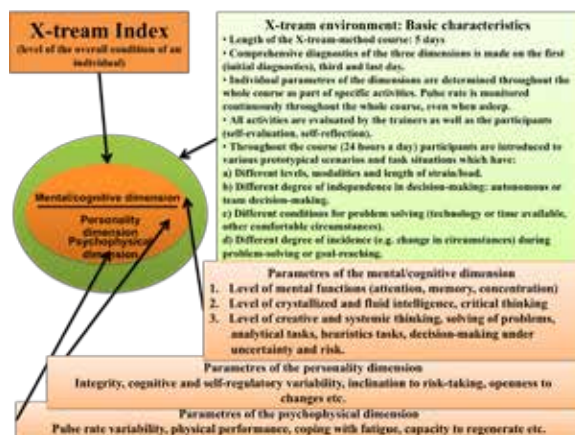 X-tream Index
(level of the overall condition of an
individual)
X-tream environment: Basic characteristics
• Length of the X-tream-method course: 5 days
• Comprehensive diagnostics of the three dimensions is made on the first
(initial diagnostics), third and last day.
• Individual parametres of the dimensions are determined throughout the
whole course as part of specific activities. Pulse rate is monitored
continuously throughout the whole course, even when asleep.
• All activities are evaluated by the trainers as well as the participants
(self-evaluation, self-reflection).
• Throughout the course (24 hours a day) participants are introduced to
various prototypical scenarios and task situations which have:
a) Different levels, modalities and length of strain/load.
b) Different degree of independence in decision-making: autonomous or
team decision-making.
c) Different conditions for problem solving (technology or time available,
other comfortable circumstances).
d) Different degree of incidence (e.g. change in circumstances) during
problem-solving or goal-reaching.
Mental/cognitive dimension
Personality
dimension
Psychophysical
dimension
Parametres of the mental/cognitive dimension
1. Level of mental functions (attention, memory, concentration)
2. Level of crystallized and fluid intelligence, critical thinking
3. Level of creative and systemic thinking, solving of problems,
analytical tasks, heuristics tasks, decision-making under
uncertainty and risk.
Parametres of the personality dimension
Integrity, cognitive and self-regulatory variability, inclination to risk-taking, openness to
changes etc.
Parametres of the psychophysical dimension
Pulse rate variability, physical performance, coping with fatigue, capacity to regenerate etc.